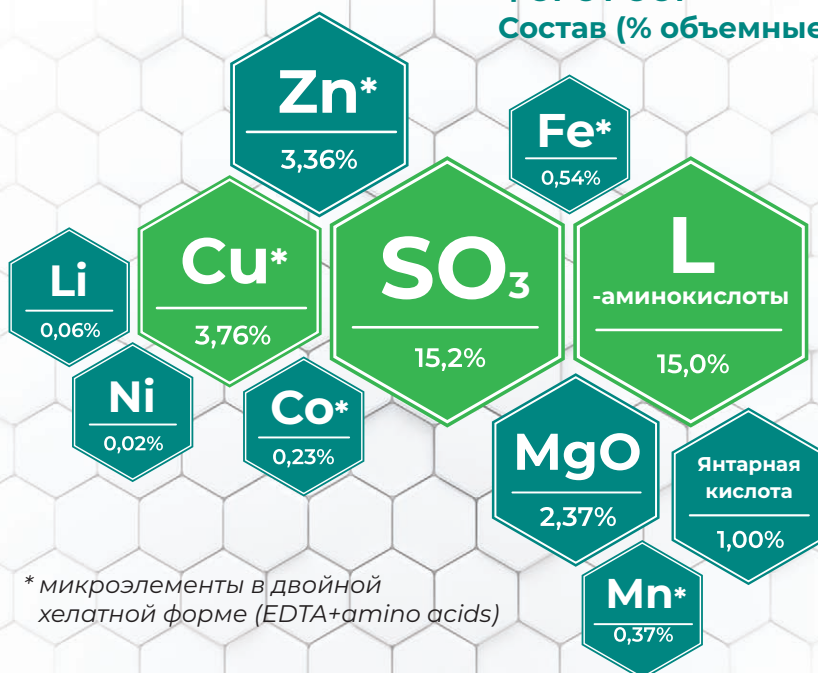 Состав (% объемные
Zn*
3,36%
Fe*
0,54%
Li
0,06%
Cu*
3,76%
SO₃
15,2%
L
-аминокислоты
15,0%
Ni
0,02%
Co*
0,23%
MgO
2,37%
Янтарная
кислота
1,00%
Mn*
0,37%
* микроэлементы в двойной
хелатной форме (EDTA+amino acids)